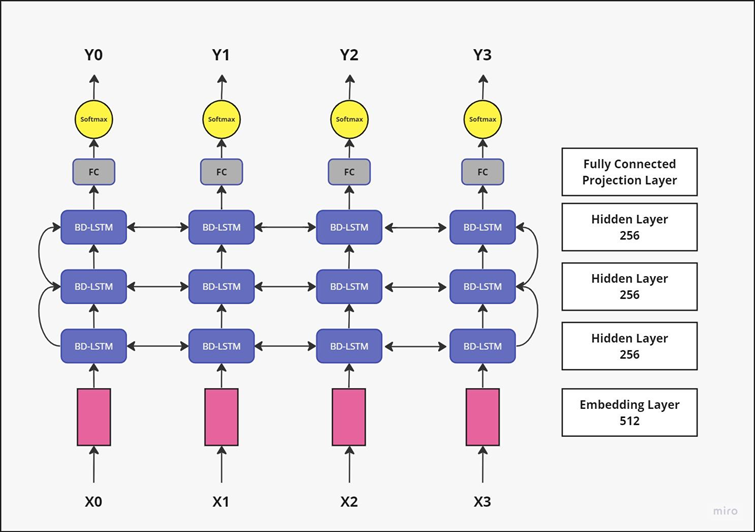 Y0 Y1 Y2 Y3
Softmax Softmax Softmax Softmax
FC FC FC FC
Fully Connected
Projection Layer
BD-LSTM BD-LSTM BD-LSTM BD-LSTM
Hidden Layer
256
BD-LSTM BD-LSTM BD-LSTM BD-LSTM
Hidden Layer
256
BD-LSTM BD-LSTM BD-LSTM BD-LSTM
Hidden Layer
256
Embedding Layer
512
X0 X1 X2 X3
miro